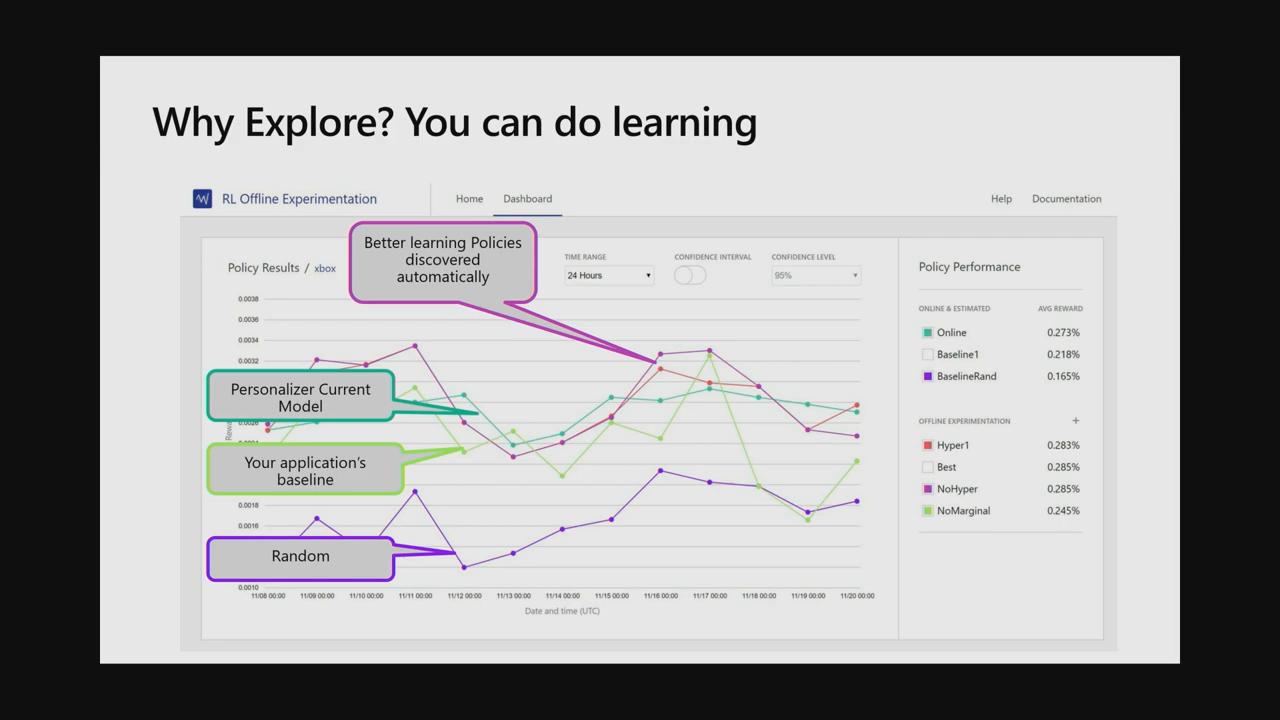 Why Explore? You can do learning
RL Offline Experimentation
Home
Dashboard
Help
Documentation
Better learning Policies
discovered
automatically
Policy Results / xbox
TIME RANGE
24 Hours
CONFIDENCE INTERVAL
CONFIDENCE LEVEL
95%
0.0038
0.0036
0.0034
0.0032
Personalizer Current
Model
0.0026
Your application's
baseline
0.0018
0.0016
Random
0.0010
11/08 00:00
11/09 00:00
11/10 00:00
11/11 00:00
11/12 00:00
11/13 00:00
11/14 00:00
11/15 00:00
11/16 00:00
11/17 00:00
11/18 00:00
11/19 00:00
11/20 00:00
Date and time (UTC)
Policy Performance
ONLINE & ESTIMATED AVG REWARD
Online 0.273%
Baseline1 0.218%
BaselineRand 0.165%
OFFLINE EXPERIMENTATION +
Hyper1 0.283%
Best 0.285%
NoHyper 0.285%
NoMarginal 0.245%